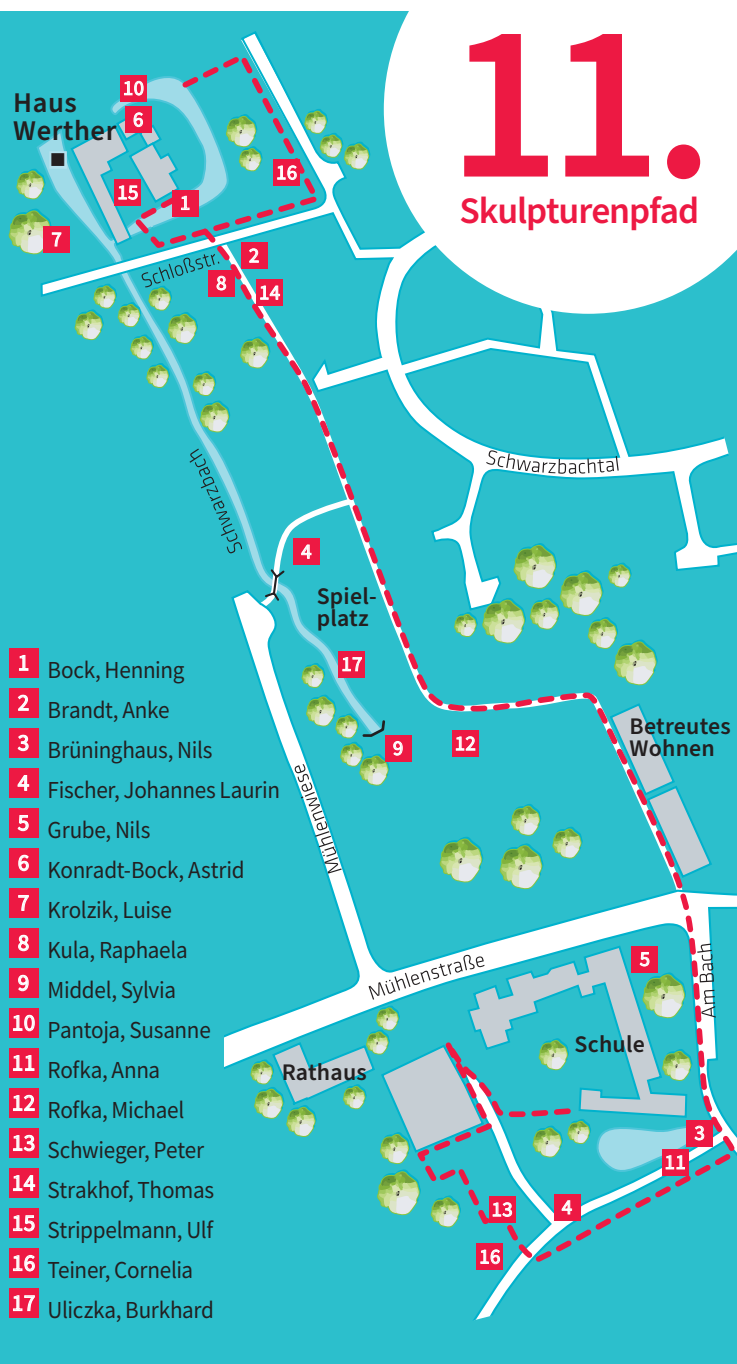 11.
Skulpturenpfad
Haus
Werther
10
6
15
1
16
7
2
8
14
Schloßstr.
Schwarzbach
Schwarzbachtal
4
Spiel-
platz
17
9
12
Betreutes
Wohnen
Mühlenwiese
Mühlenstraße
5
Am Bach
Schule
Rathaus
3
11
13
4
16
1 Bock, Henning
2 Brandt, Anke
3 Brüninghaus, Nils
4 Fischer, Johannes Laurin
5 Grube, Nils
6 Konradt-Bock, Astrid
7 Krolzik, Luise
8 Kula, Raphaela
9 Middel, Sylvia
10 Pantoja, Susanne
11 Rofka, Anna
12 Rofka, Michael
13 Schwieger, Peter
14 Strakhof, Thomas
15 Strippelmann, Ulf
16 Teiner, Cornelia
17 Uliczka, Burkhard